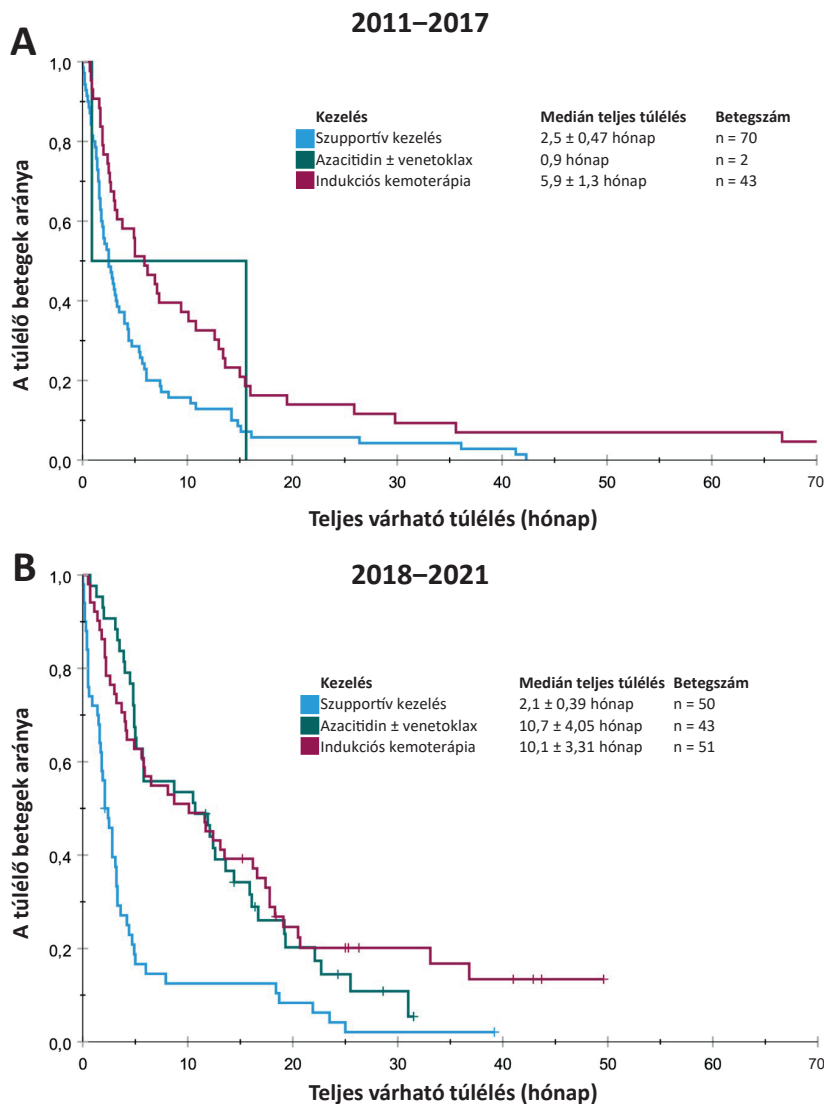 2011–2017
A
1,0
0,8
0,6
0,4
0,2
0,0
A túlélő betegek aránya
Kezelés Medián teljes túlélés Betegszám
Szupportív kezelés 2,5 ± 0,47 hónap n = 70
Azacitidin ± venetoklax 0,9 hónap n = 2
Indukciós kemoterápia 5,9 ± 1,3 hónap n = 43
0 10 20 30 40 50 60 70
Teljes várható túlélés (hónap)
B
2018–2021
1,0
0,8
0,6
0,4
0,2
0,0
A túlélő betegek aránya
Kezelés Medián teljes túlélés Betegszám
Szupportív kezelés 2,1 ± 0,39 hónap n = 50
Azacitidin ± venetoklax 10,7 ± 4,05 hónap n = 43
Indukciós kemoterápia 10,1 ± 3,31 hónap n = 51
0 10 20 30 40 50 60 70
Teljes várható túlélés (hónap)